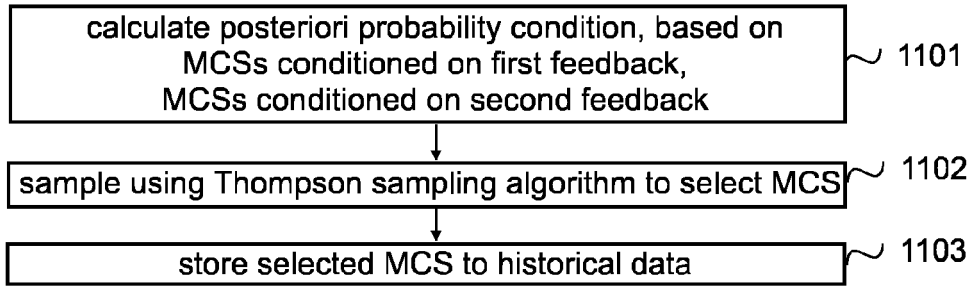 calculate posteriori probability condition, based on
MCSs conditioned on first feedback,
MCSs conditioned on second feedback
1101
sample using Thompson sampling algorithm to select MCS
1102
store selected MCS to historical data
1103